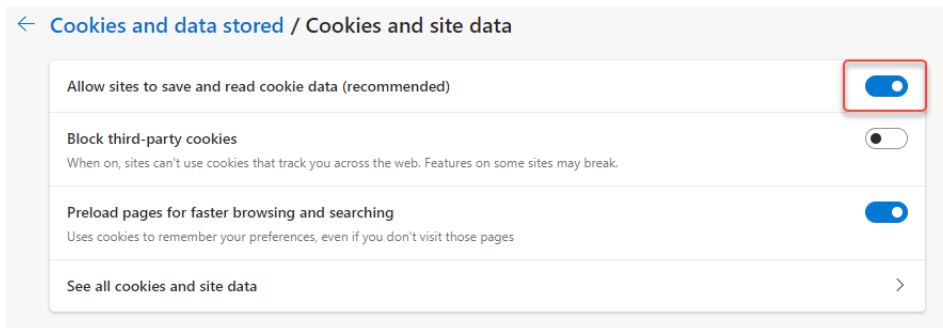 Cookies and data stored / Cookies and site data
Allow sites to save and read cookie data (recommended)
Block third-party cookies
When on, sites can't use cookies that track you across the web. Features on some sites may break.
Preload pages for faster browsing and searching
Uses cookies to remember your preferences, even if you don't visit those pages
See all cookies and site data